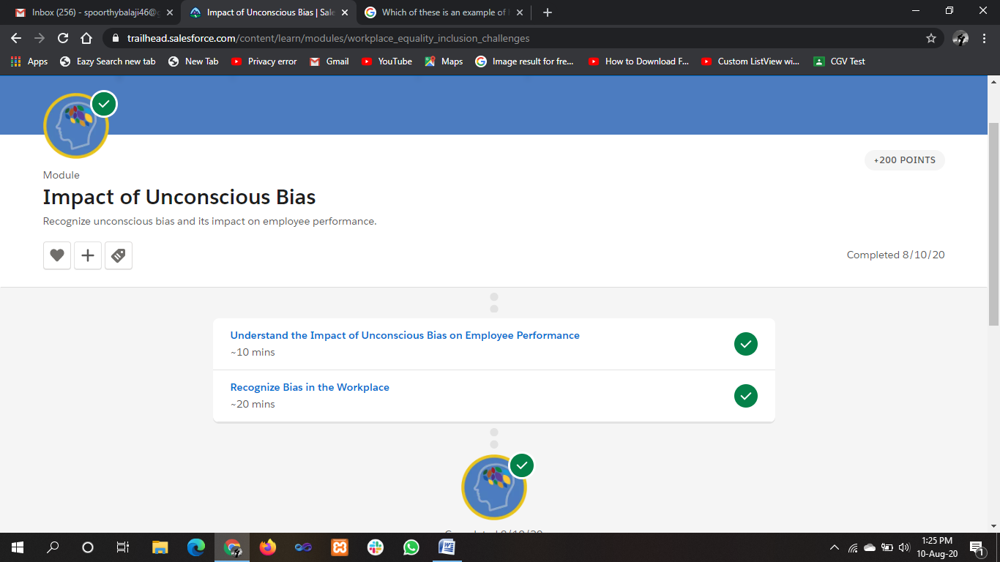 Inbox (256) - spoorthybalaji46@g
Impact of Unconscious Bias | Sale
Which of these is an example of
trailhead.salesforce.com/content/learn/modules/workplace_equality_inclusion_challenges
Apps Eazy Search new tab New Tab Privacy error Gmail YouTube Maps Image result for fre... How to Download F... Custom ListView wi... CGV Test
+200 POINTS
Module
Impact of Unconscious Bias
Recognize unconscious bias and its impact on employee performance.
Completed 8/10/20
Understand the Impact of Unconscious Bias on Employee Performance
~10 mins
Recognize Bias in the Workplace
~20 mins
1:25 PM
10-Aug-20
1